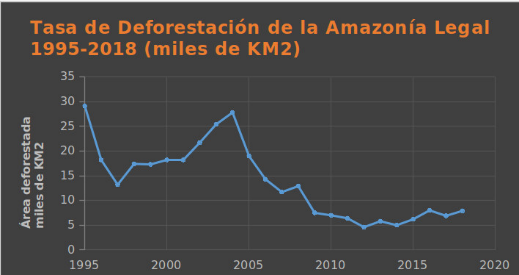 Tasa de Deforestación de la Amazonía Legal
1995-2018 (miles de KM2)
Área deforestada
miles de KM2
35
30
25
20
15
10
5
0
1995 2000 2005 2010 2015 2020